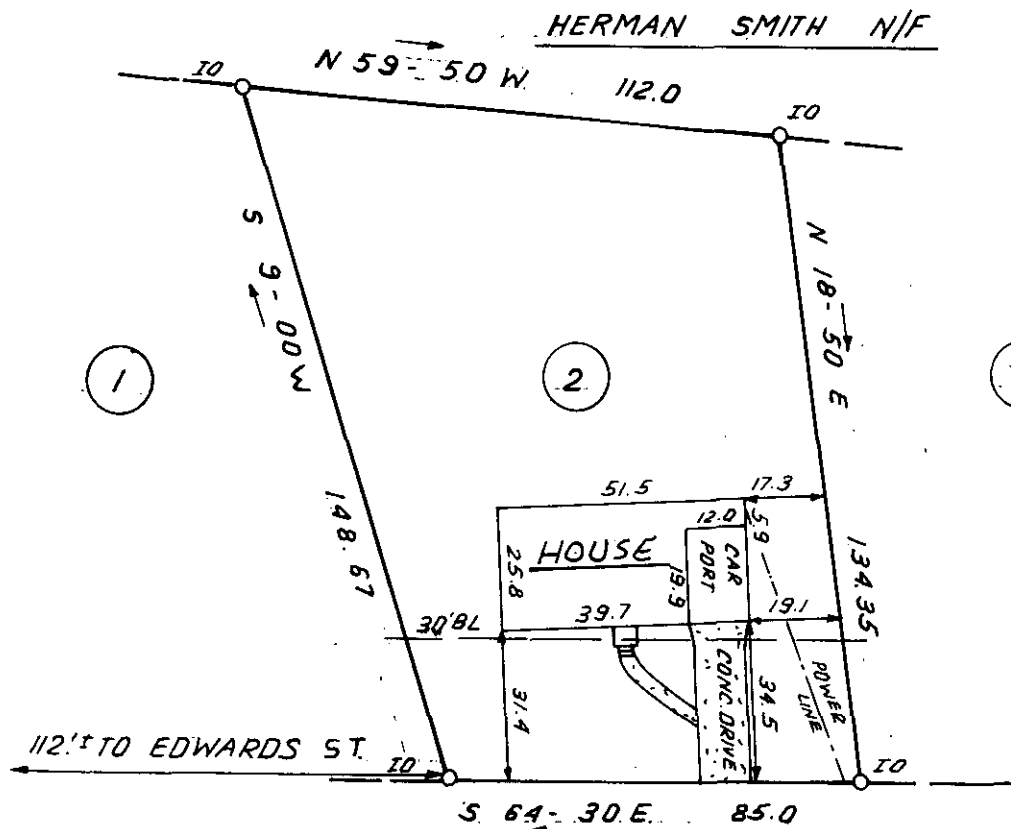 HERMAN SMITH N/F
IO
N 59-50 W. 112.0
IO
S 9-00 W
148.67
N 18-50 E
134.35
1
2
51.5
17.3
12.0
5.9
HOUSE
CAR
PORT
25.8
19.9
39.7
19.1
30'BL
31.4
CONC. DRIVE
34.5
POWER
LINE
112'± TO EDWARDS ST.
IO
IO
S. 64-30 E. 85.0